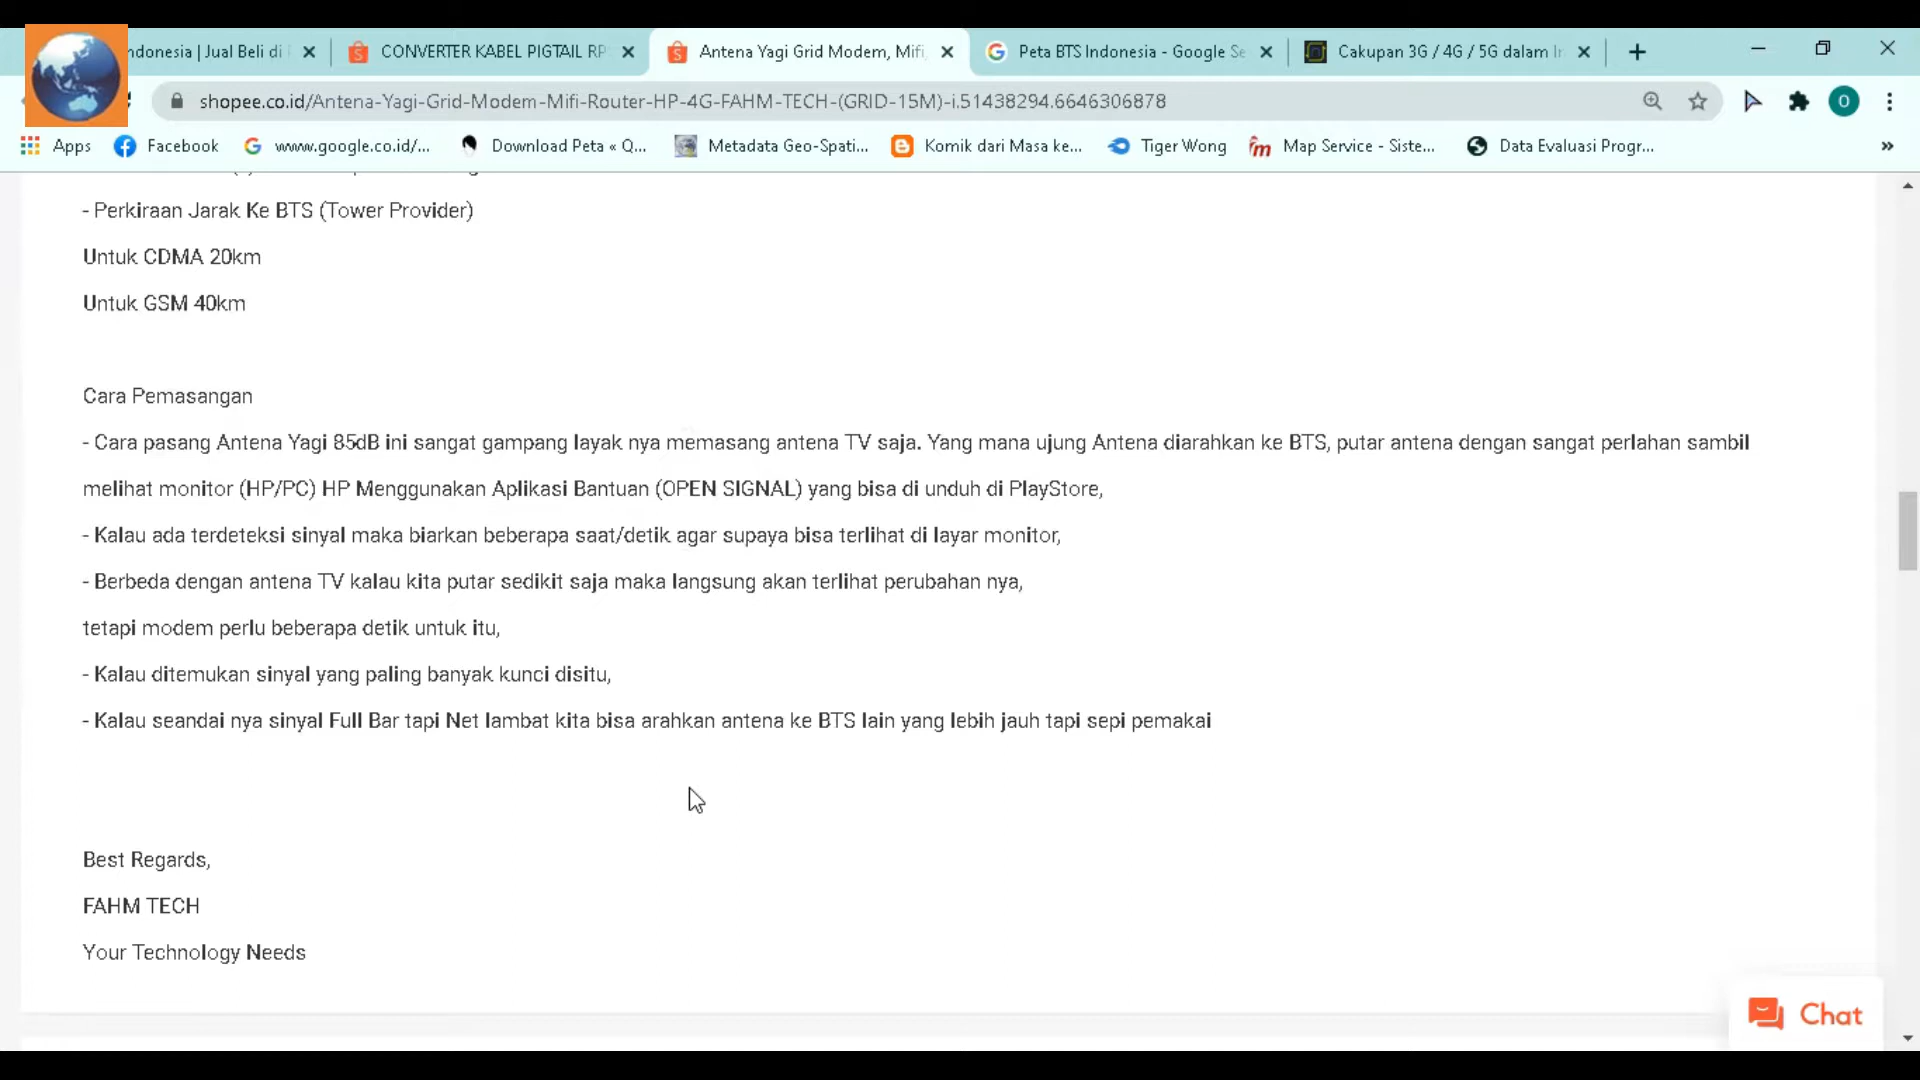 ndonesia | Jual Beli di
CONVERTER KABEL PIGTAIL RP
Antena Yagi Grid Modem, Mifi,
Peta BTS Indonesia - Google Se
Cakupan 3G / 4G / 5G dalam In
shopee.co.id/Antena-Yagi-Grid-Modem-Mifi-Router-HP-4G-FAHM-TECH-(GRID-15M)-i.51438294.6646306878
O
Apps
Facebook
www.google.co.id/...
Download Peta « Q...
Metadata Geo-Spati...
Komik dari Masa ke...
Tiger Wong
Map Service - Siste...
Data Evaluasi Progr...
»
- Perkiraan Jarak Ke BTS (Tower Provider)
Untuk CDMA 20km
Untuk GSM 40km
Cara Pemasangan
- Cara pasang Antena Yagi 85dB ini sangat gampang layak nya memasang antena TV saja. Yang mana ujung Antena diarahkan ke BTS, putar antena dengan sangat perlahan sambil
melihat monitor (HP/PC) HP Menggunakan Aplikasi Bantuan (OPEN SIGNAL) yang bisa di unduh di PlayStore,
- Kalau ada terdeteksi sinyal maka biarkan beberapa saat/detik agar supaya bisa terlihat di layar monitor,
- Berbeda dengan antena TV kalau kita putar sedikit saja maka langsung akan terlihat perubahan nya,
tetapi modem perlu beberapa detik untuk itu,
- Kalau ditemukan sinyal yang paling banyak kunci disitu,
- Kalau seandai nya sinyal Full Bar tapi Net lambat kita bisa arahkan antena ke BTS lain yang lebih jauh tapi sepi pemakai
Best Regards,
FAHM TECH
Your Technology Needs
Chat